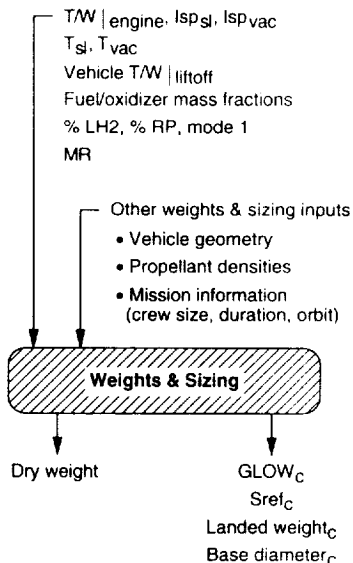 T/W | engine, Ispsl, Ispvac
Tsl, Tvac
Vehicle T/W | liftoff
Fuel/oxidizer mass fractions
% LH2, % RP, mode 1
MR
Other weights & sizing inputs
• Vehicle geometry
• Propellant densities
• Mission information
(crew size, duration, orbit)
Weights & Sizing
Dry weight
GLOWC
SrefC
Landed weightC
Base diameterC